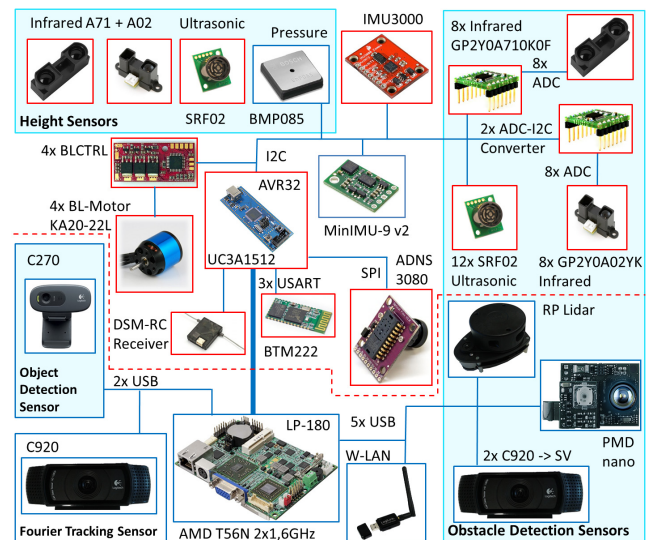 Infrared A71 + A02
Ultrasonic
Pressure
IMU3000
8x Infrared
GP2Y0A710K0F
8x
ADC
Height Sensors
SRF02
BMP085
4x BLCTRL
I2C
2x ADC-I2C
Converter
AVR32
8x ADC
4x BL-Motor
KA20-22L
MinIMU-9 v2
C270
UC3A1512
12x SRF02
Ultrasonic
8x GP2Y0A02YK
Infrared
3x USART
SPI
ADNS
3080
RP Lidar
DSM-RC
Receiver
BTM222
Object
Detection
Sensor
2x USB
LP-180
5x USB
PMD
nano
C920
W-LAN
2x C920 -> SV
Fourier Tracking Sensor
AMD T56N 2x1,6GHz
Obstacle Detection Sensors